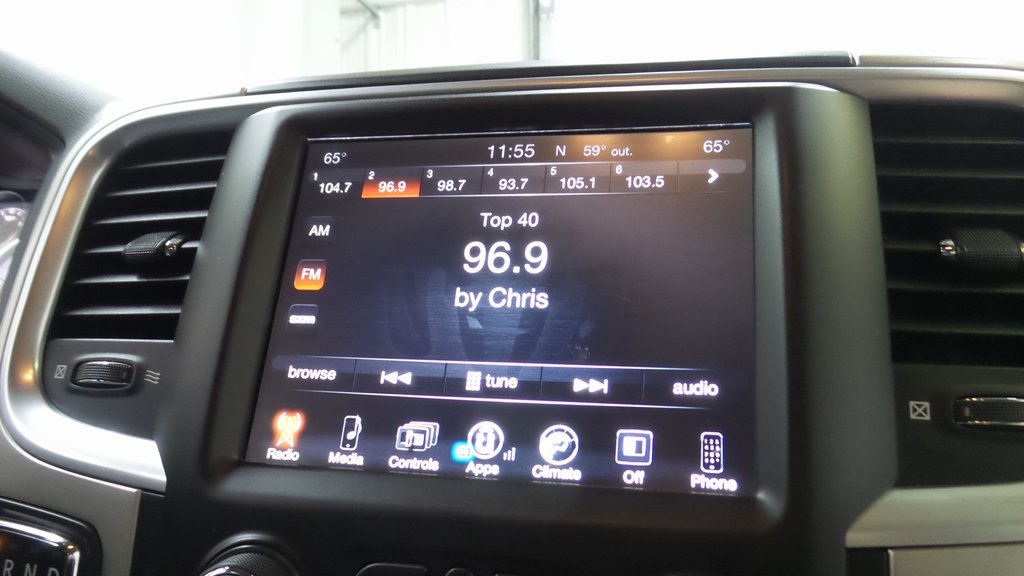 65° 11:55 N 59° out. 65°
1 104.7 2 96.9 3 98.7 4 93.7 5 105.1 6 103.5
Top 40
AM
96.9
FM
by Chris
browse tune audio
Radio Media Controls Apps Climate Off Phone
R N D